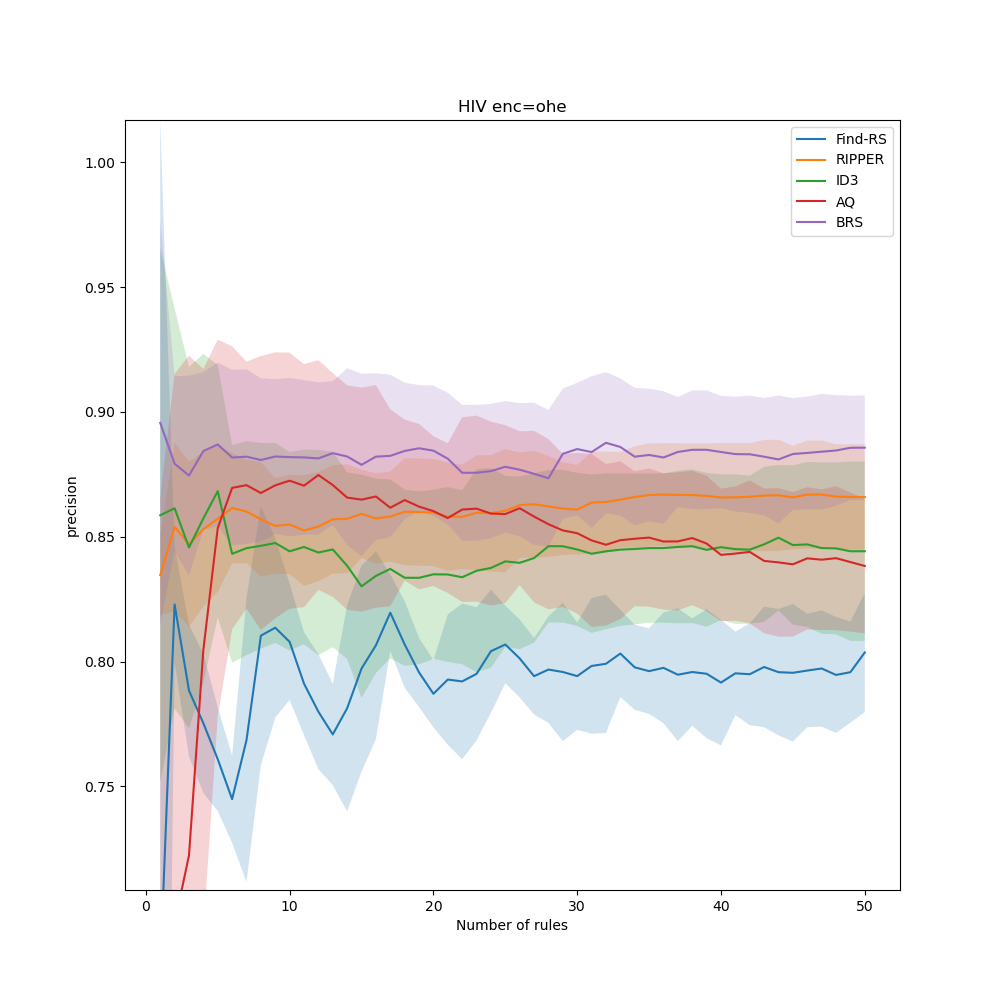 HIV enc=ohe
Find-RS
RIPPER
ID3
AQ
BRS
1.00
0.95
0.90
0.85
0.80
0.75
precision
0
10
20
30
40
50
Number of rules